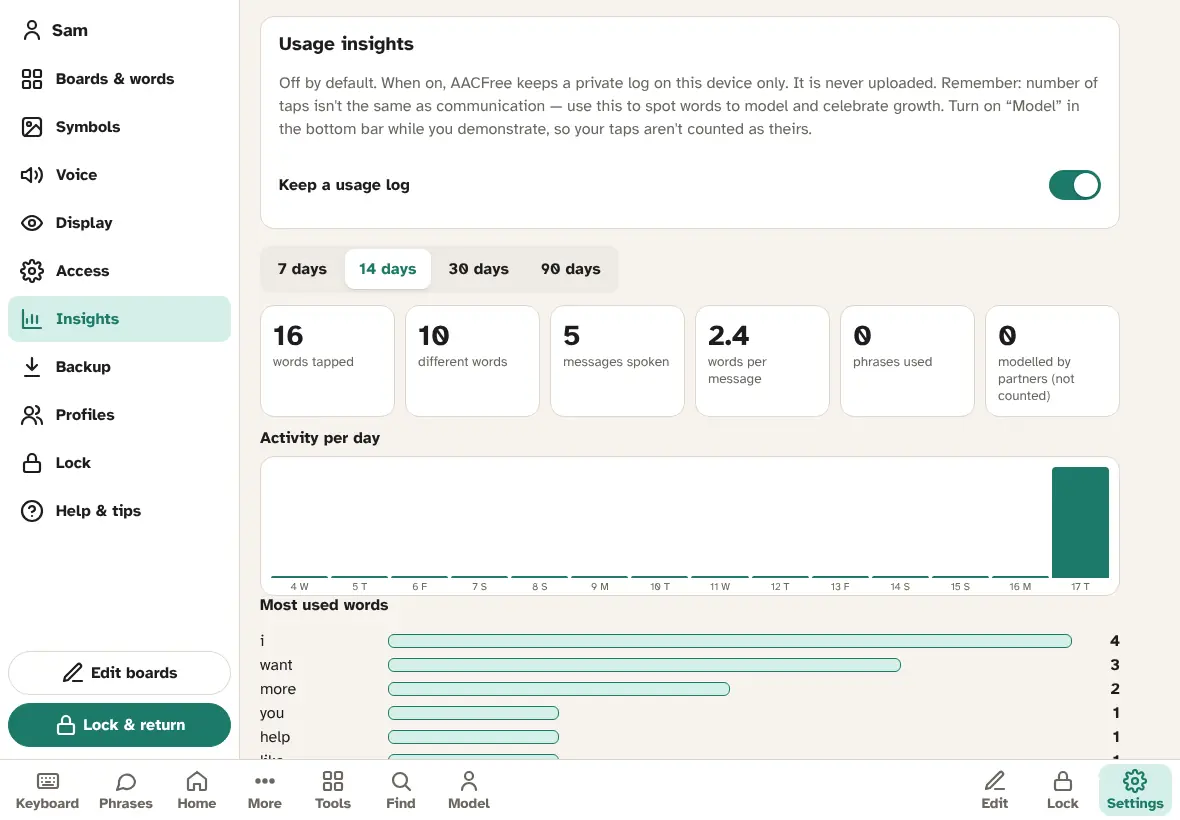 Sam
Boards & words
Symbols
Voice
Display
Access
Insights
Backup
Profiles
Lock
Help & tips
Edit boards
Lock & return
Usage insights
Off by default. When on, AACFree keeps a private log on this device only. It is never uploaded. Remember: number of
taps isn't the same as communication — use this to spot words to model and celebrate growth. Turn on “Model” in
the bottom bar while you demonstrate, so your taps aren't counted as theirs.
Keep a usage log
7 days 14 days 30 days 90 days
16
words tapped
10
different words
5
messages spoken
2.4
words per
message
0
phrases used
0
modelled by
partners (not
counted)
Activity per day
4 W 5 T 6 F 7 S 8 S 9 M 10 T 11 W 12 T 13 F 14 S 15 S 16 M 17 T
Most used words
i 4
want 3
more 2
you 1
help 1
like 1
Keyboard Phrases Home More Tools Find Model Edit Lock Settings